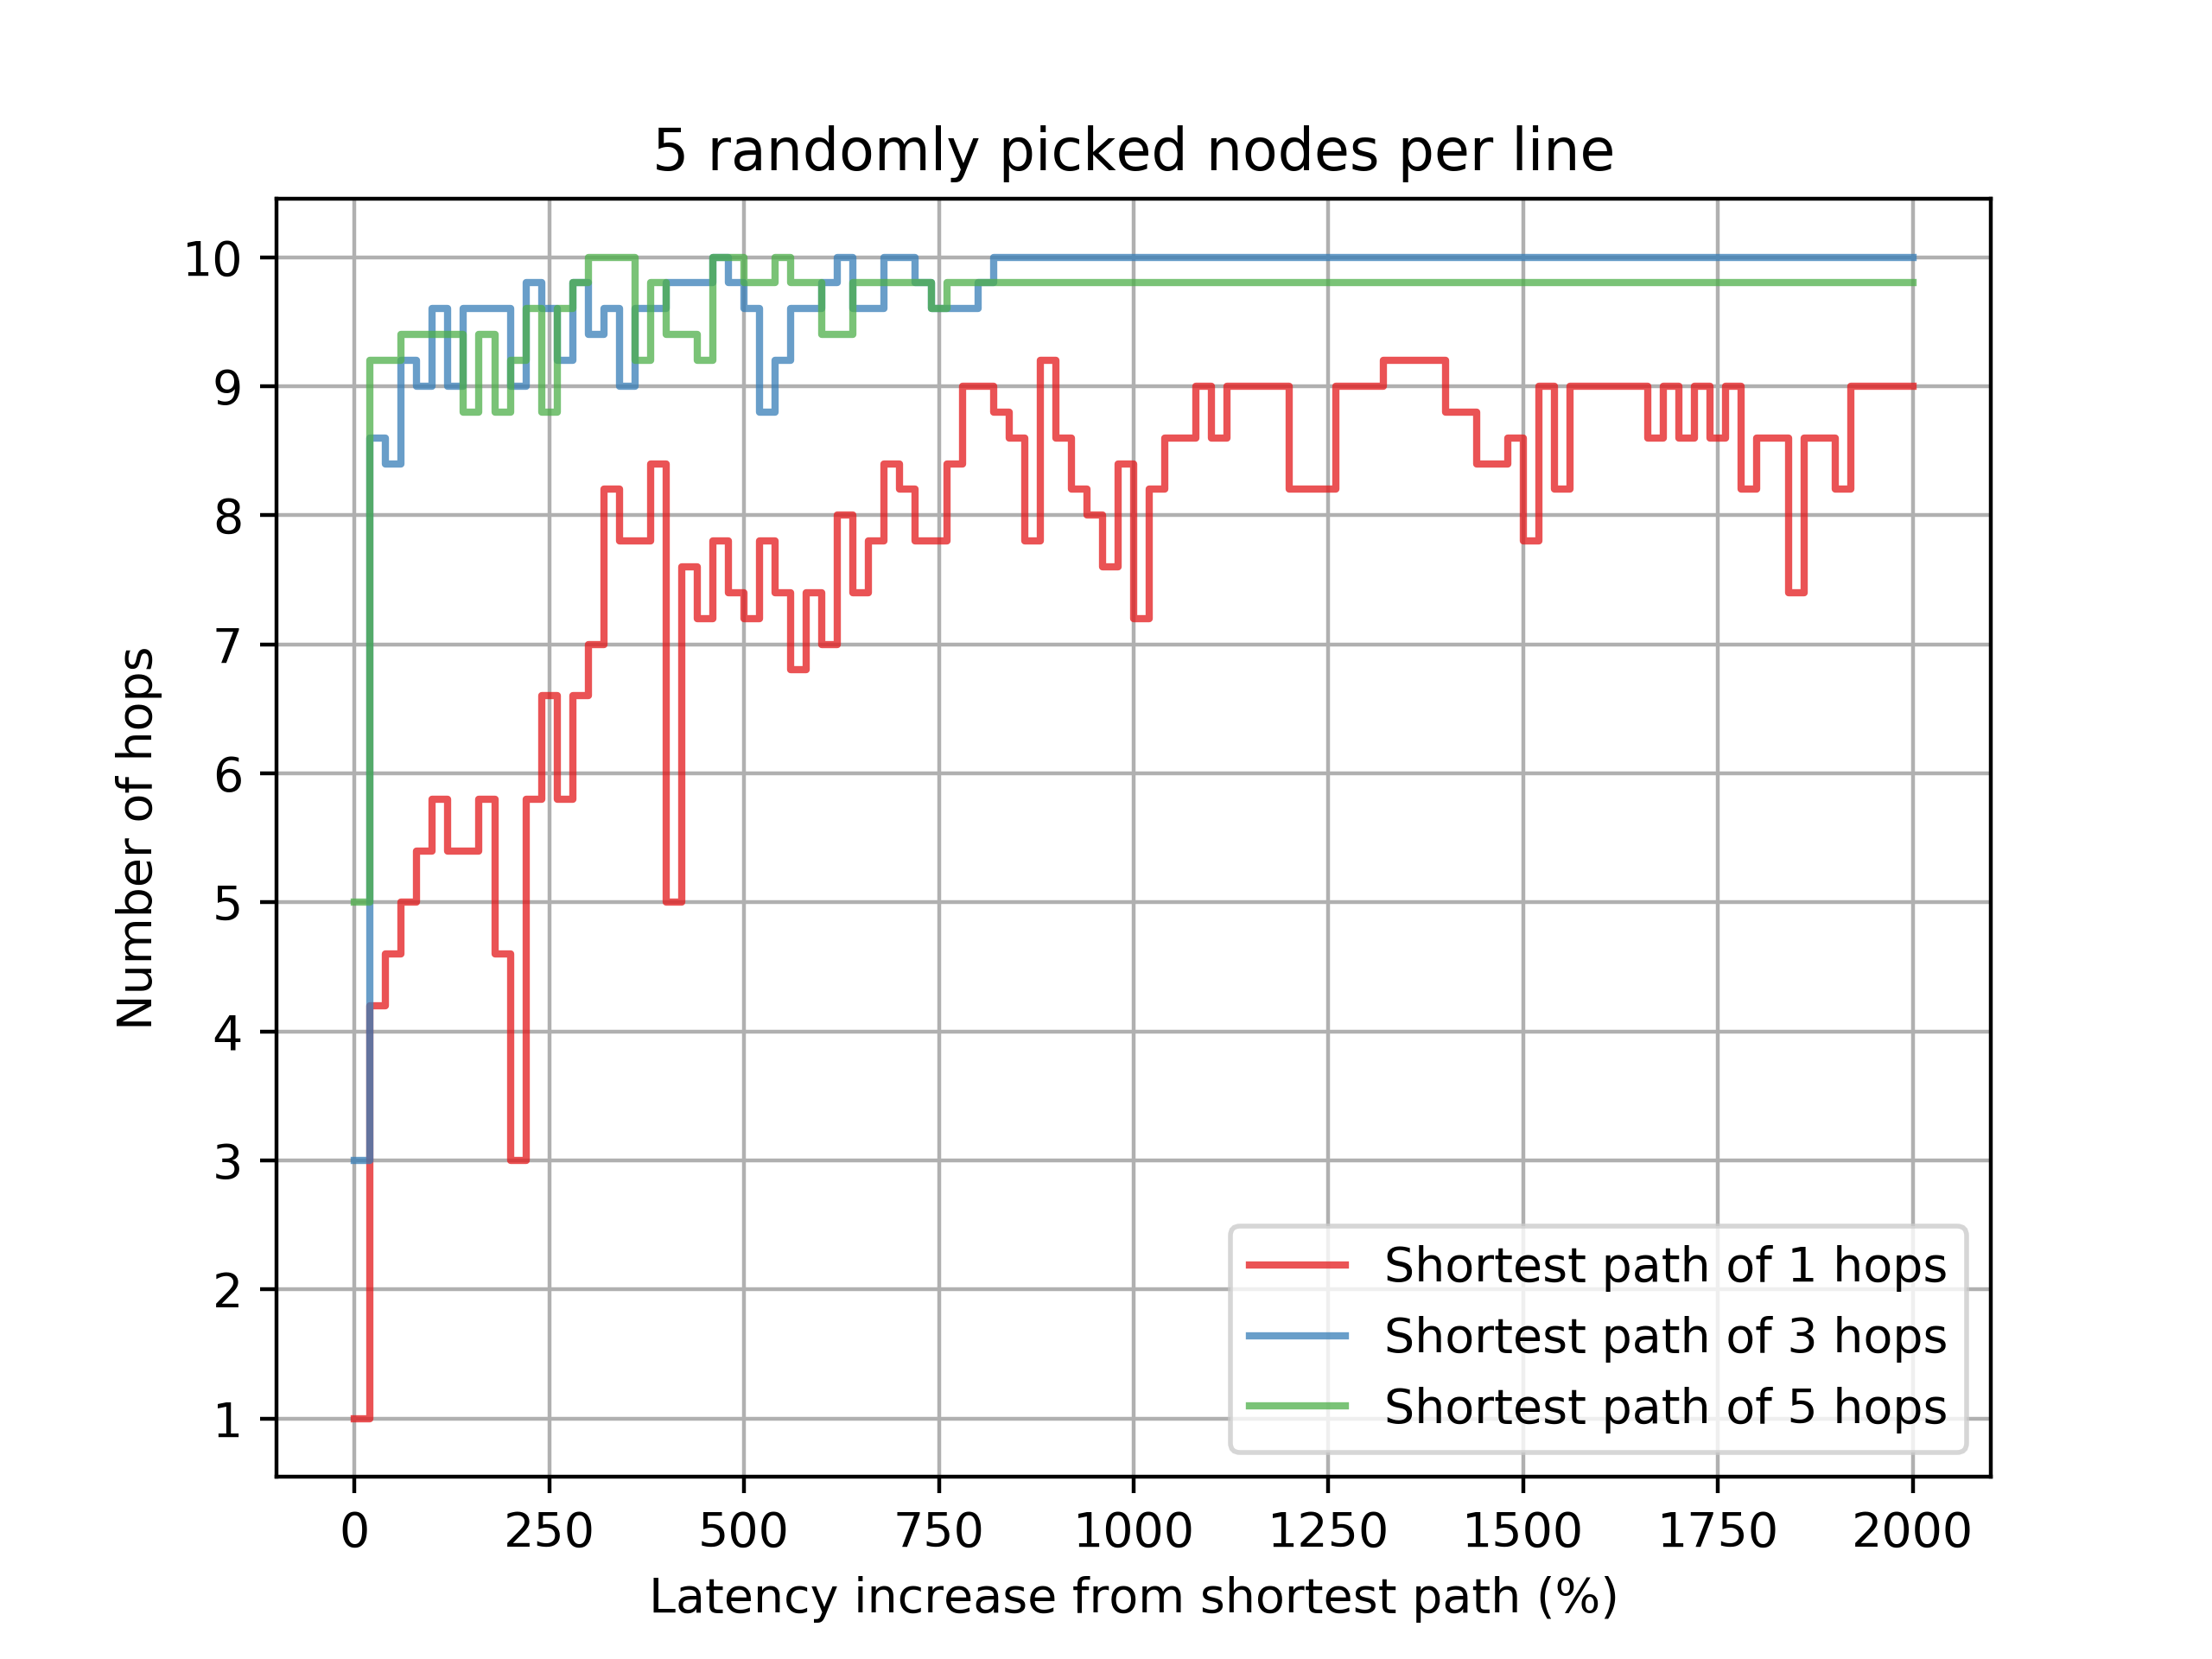 5 randomly picked nodes per line
Number of hops
10
9
8
7
6
5
4
3
2
1
Shortest path of 1 hops
Shortest path of 3 hops
Shortest path of 5 hops
0 250 500 750 1000 1250 1500 1750 2000
Latency increase from shortest path (%)